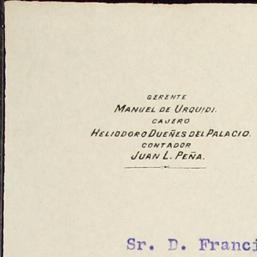 GERENTE
MANUEL DE URQUIDI.
CAJERO
HELIODORO DUEÑES DEL PALACIO.
CONTADOR
JUAN L. PEÑA.
Sr. D. Franci